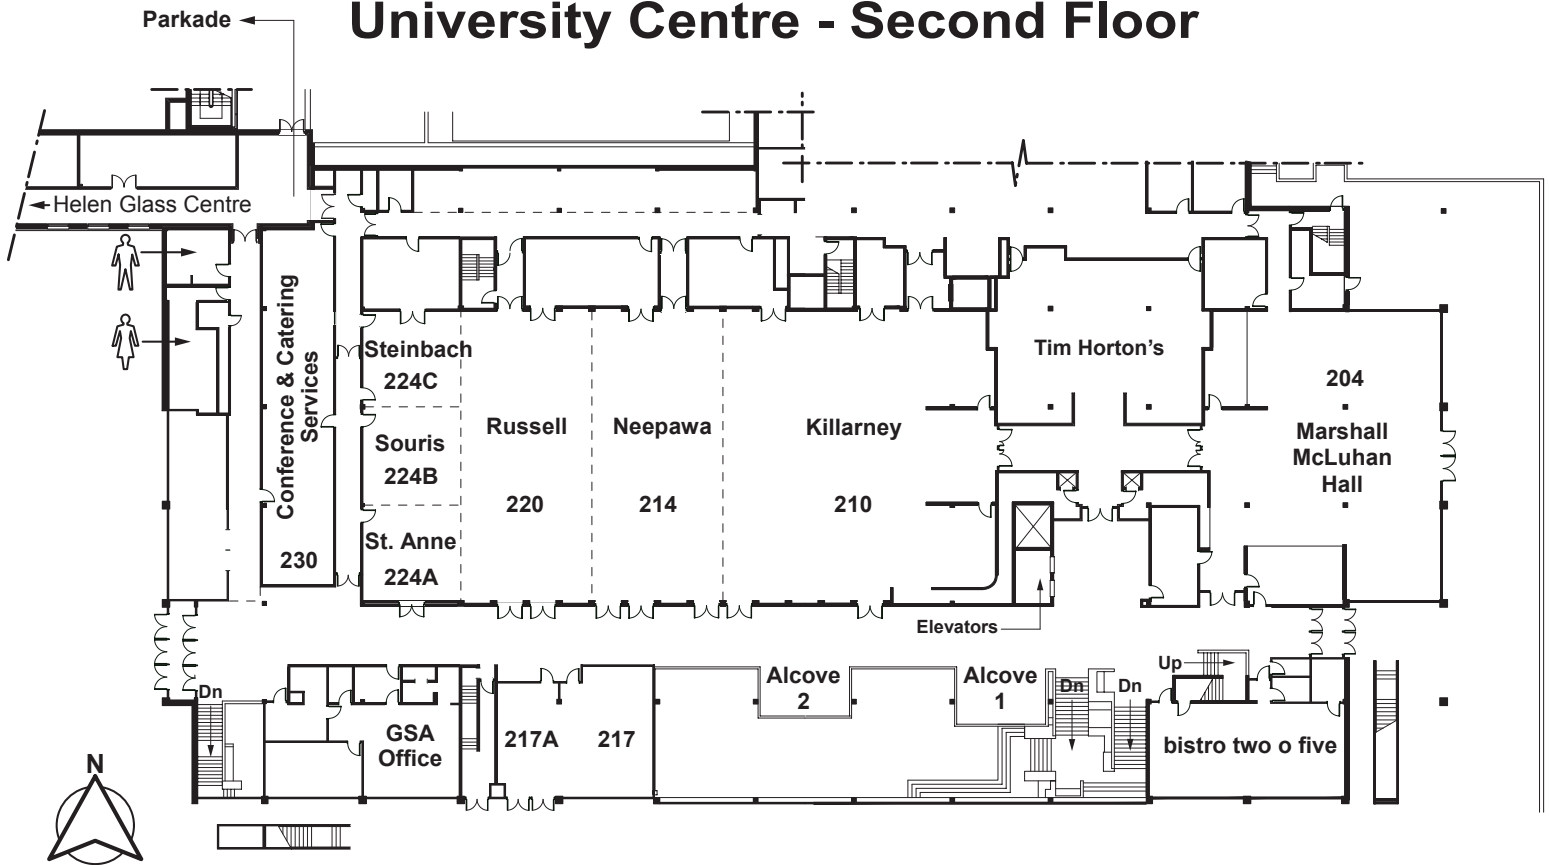 University Centre - Second Floor
Parkade
Helen Glass Centre
Conference & Catering
Services
230
Steinbach
224C
Souris
224B
St. Anne
224A
Russell
220
Neepawa
214
Killarney
210
Tim Horton's
204
Marshall
McLuhan
Hall
Elevators
Dn
GSA
Office
217A
217
Alcove
2
Alcove
1
Dn
Dn
Up
bistro two o five
N